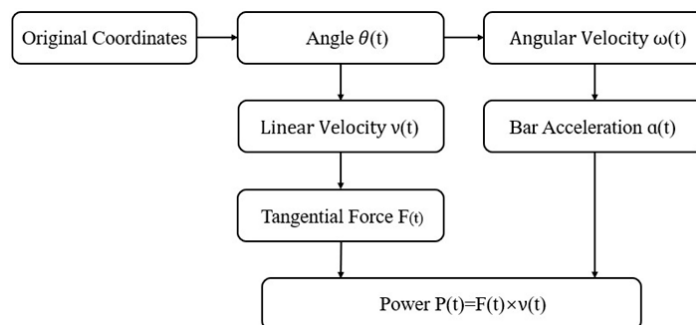 Original Coordinates
Angle θ(t)
Angular Velocity ω(t)
Linear Velocity ν(t)
Bar Acceleration α(t)
Tangential Force F(t)
Power P(t)=F(t)×ν(t)